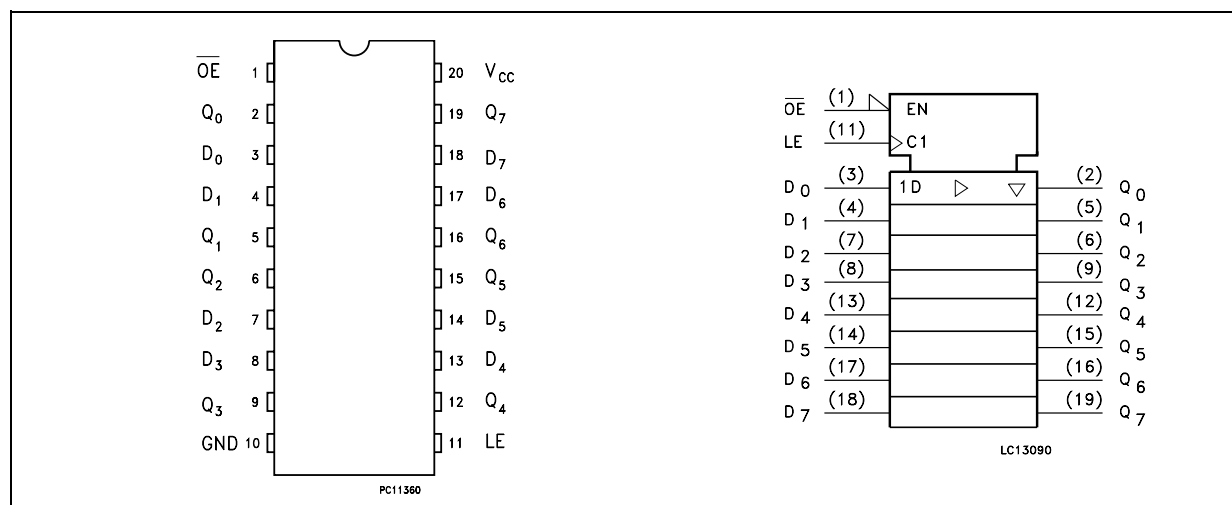 OE 1 20 VCC
Q0 2 19 Q7
D0 3 18 D7
D1 4 17 D6
Q1 5 16 Q6
Q2 6 15 Q5
D2 7 14 D5
D3 8 13 D4
Q3 9 12 Q4
GND 10 11 LE
PC11360
OE (1) EN
LE (11) C1
D0 (3) 1D (2) Q0
D1 (4) (5) Q1
D2 (7) (6) Q2
D3 (8) (9) Q3
D4 (13) (12) Q4
D5 (14) (15) Q5
D6 (17) (16) Q6
D7 (18) (19) Q7
LC13090